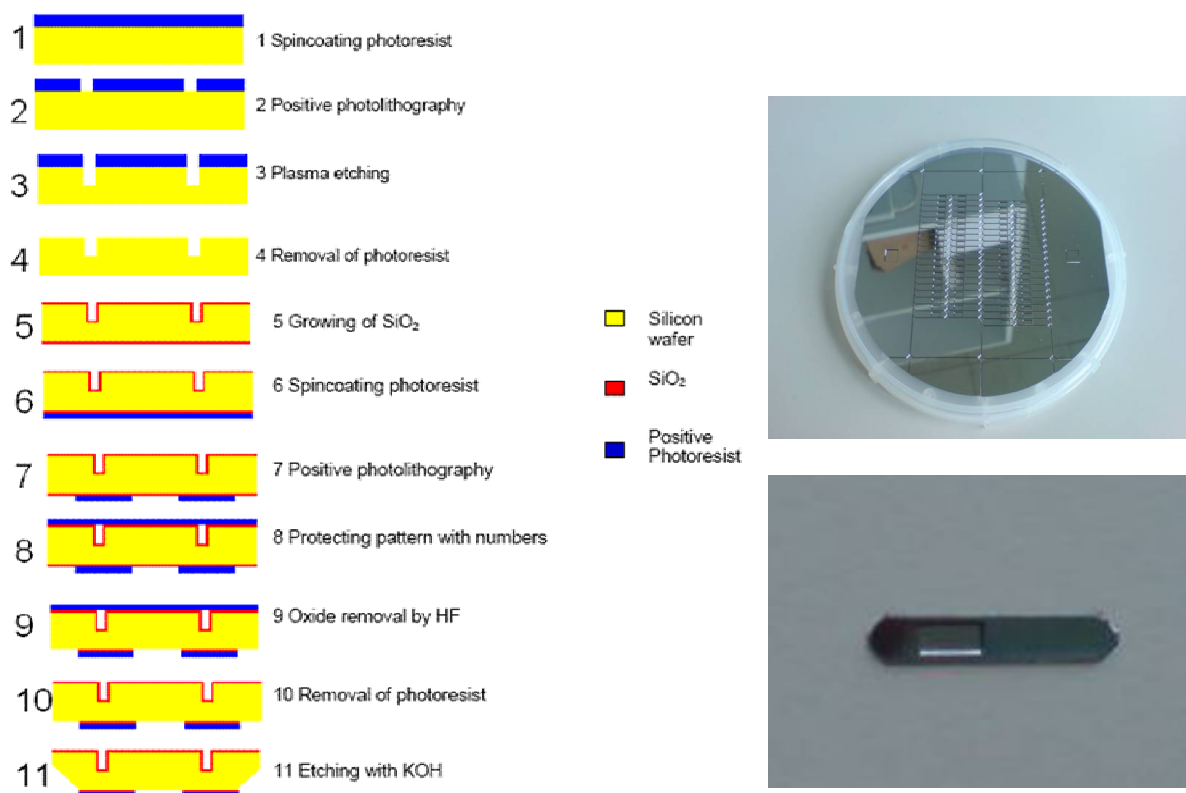 1
1 Spincoating photoresist
2
2 Positive photolithography
3
3 Plasma etching
4
4 Removal of photoresist
5
5 Growing of SiO₂
6
6 Spincoating photoresist
7
7 Positive photolithography
8
8 Protecting pattern with numbers
9
9 Oxide removal by HF
10
10 Removal of photoresist
11
11 Etching with KOH
Silicon
wafer
SiO₂
Positive
Photoresist